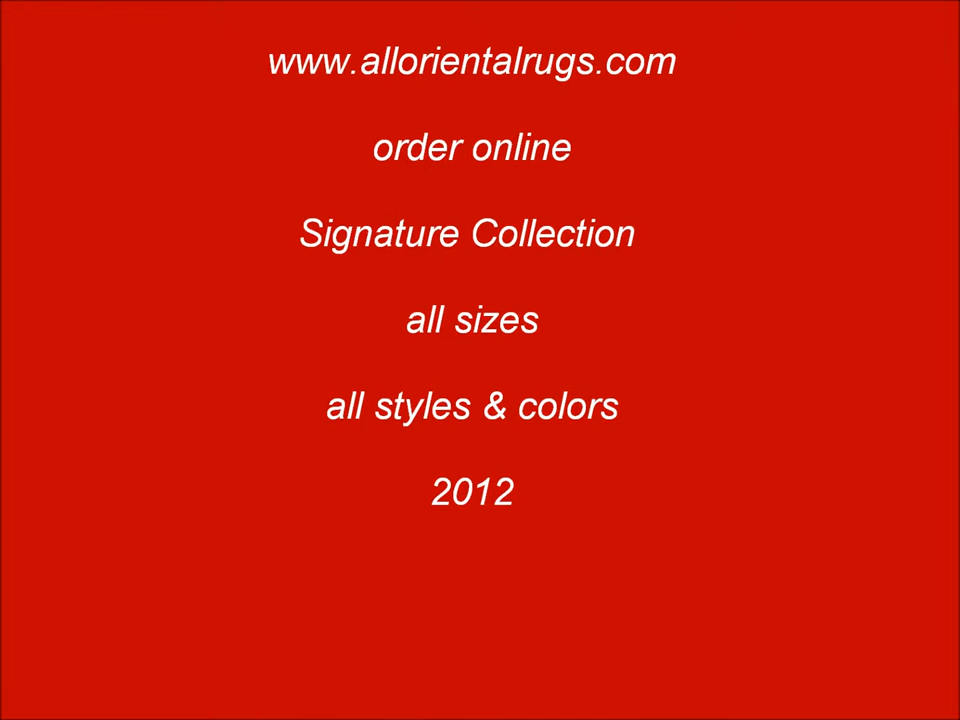 www.allorientalrugs.com
order online
Signature Collection
all sizes
all styles & colors
2012